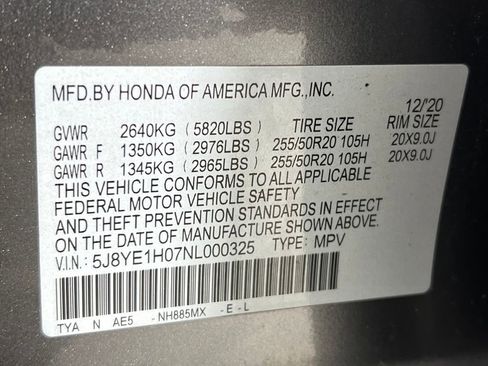 MFD.BY HONDA OF AMERICA MFG.,INC.
12/'20
GVWR 2640KG (5820LBS) TIRE SIZE RIM SIZE
GAWR F 1350KG (2976LBS) 255/50R20 105H 20X9.0J
GAWR R 1345KG (2965LBS) 255/50R20 105H 20X9.0J
THIS VEHICLE CONFORMS TO ALL APPLICABLE
FEDERAL MOTOR VEHICLE SAFETY
AND THEFT PREVENTION STANDARDS IN EFFECT
ON THE DATE OF MANUFACTURE SHOWN ABOVE.
V.I.N.: 5J8YE1H07NL000325 TYPE: MPV
TYA N AE5 -NH885MX -E-L